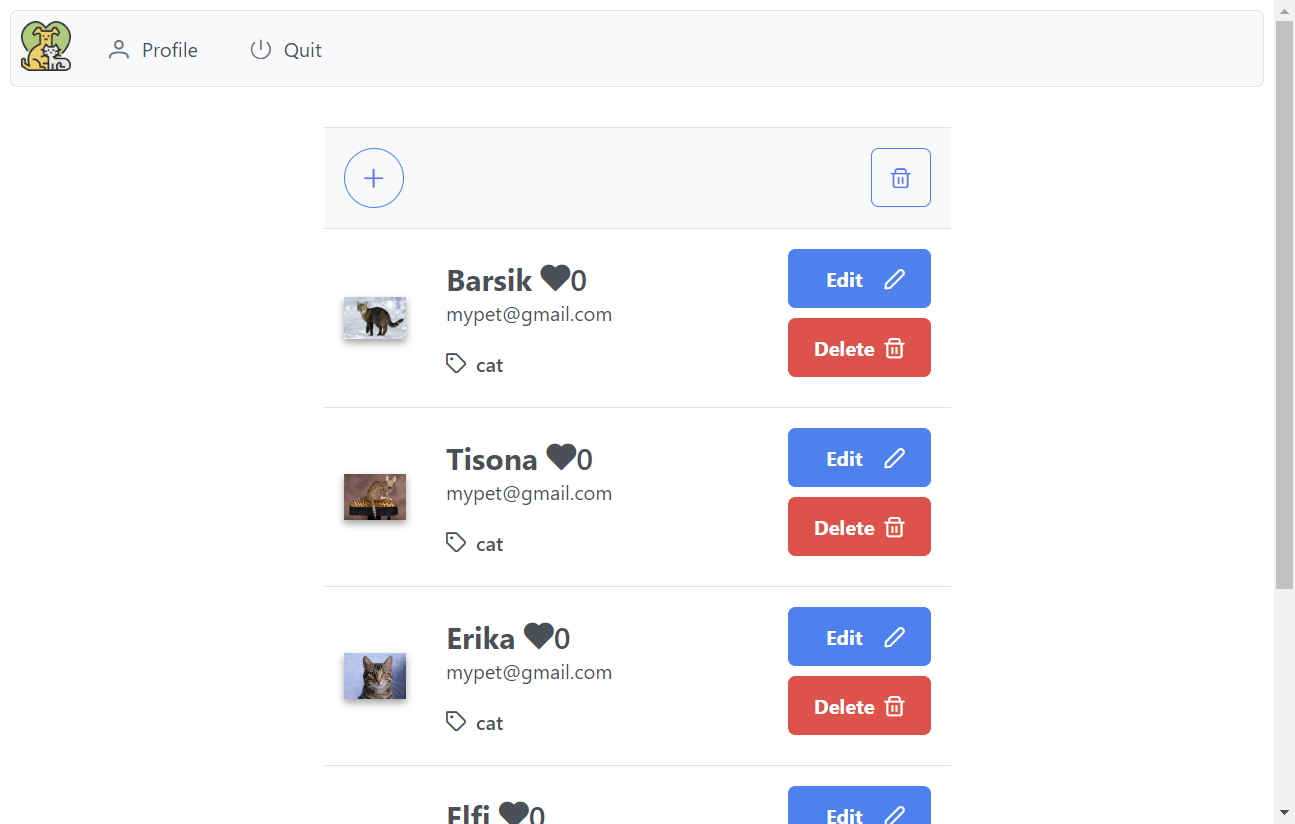 Profile
Quit
Barsik 0
mypet@gmail.com
cat
Edit
Delete
Tisona 0
mypet@gmail.com
cat
Edit
Delete
Erika 0
mypet@gmail.com
cat
Edit
Delete
Elfi 0
Edit